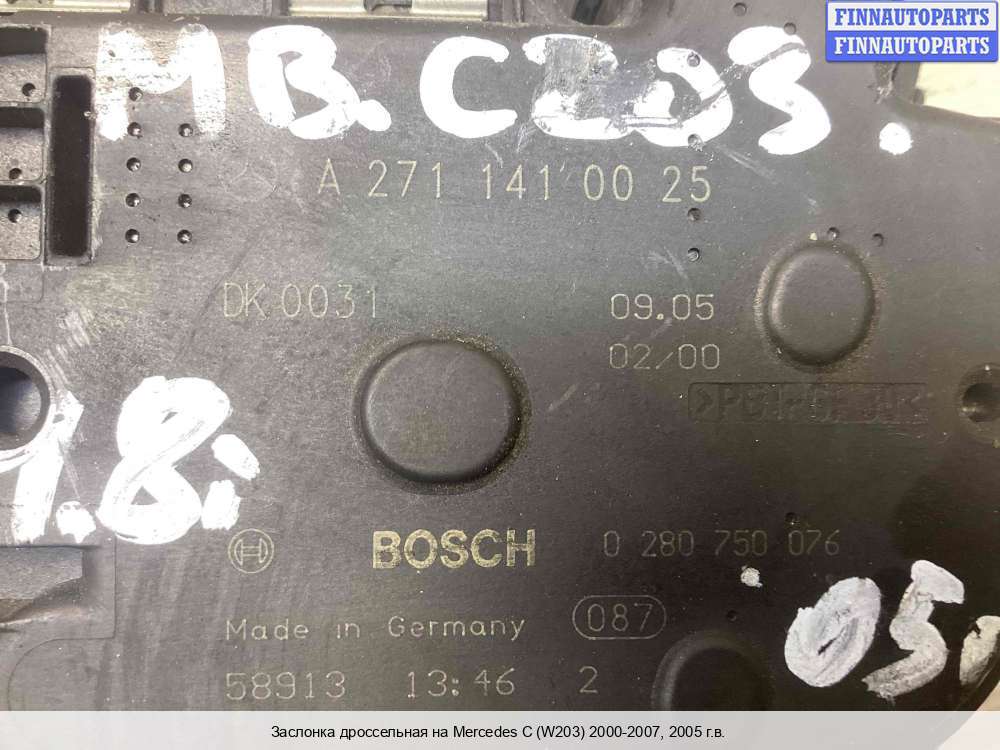 FINNAUTOPARTS
FINNAUTOPARTS
MB. C203.
A 271 141 00 25
DK 0031
09.05
02/00
1.8i
BOSCH
0 280 750 076
Made in Germany
087
05
58913 13:46 2
Заслонка дроссельная на Mercedes C (W203) 2000-2007, 2005 г.в.